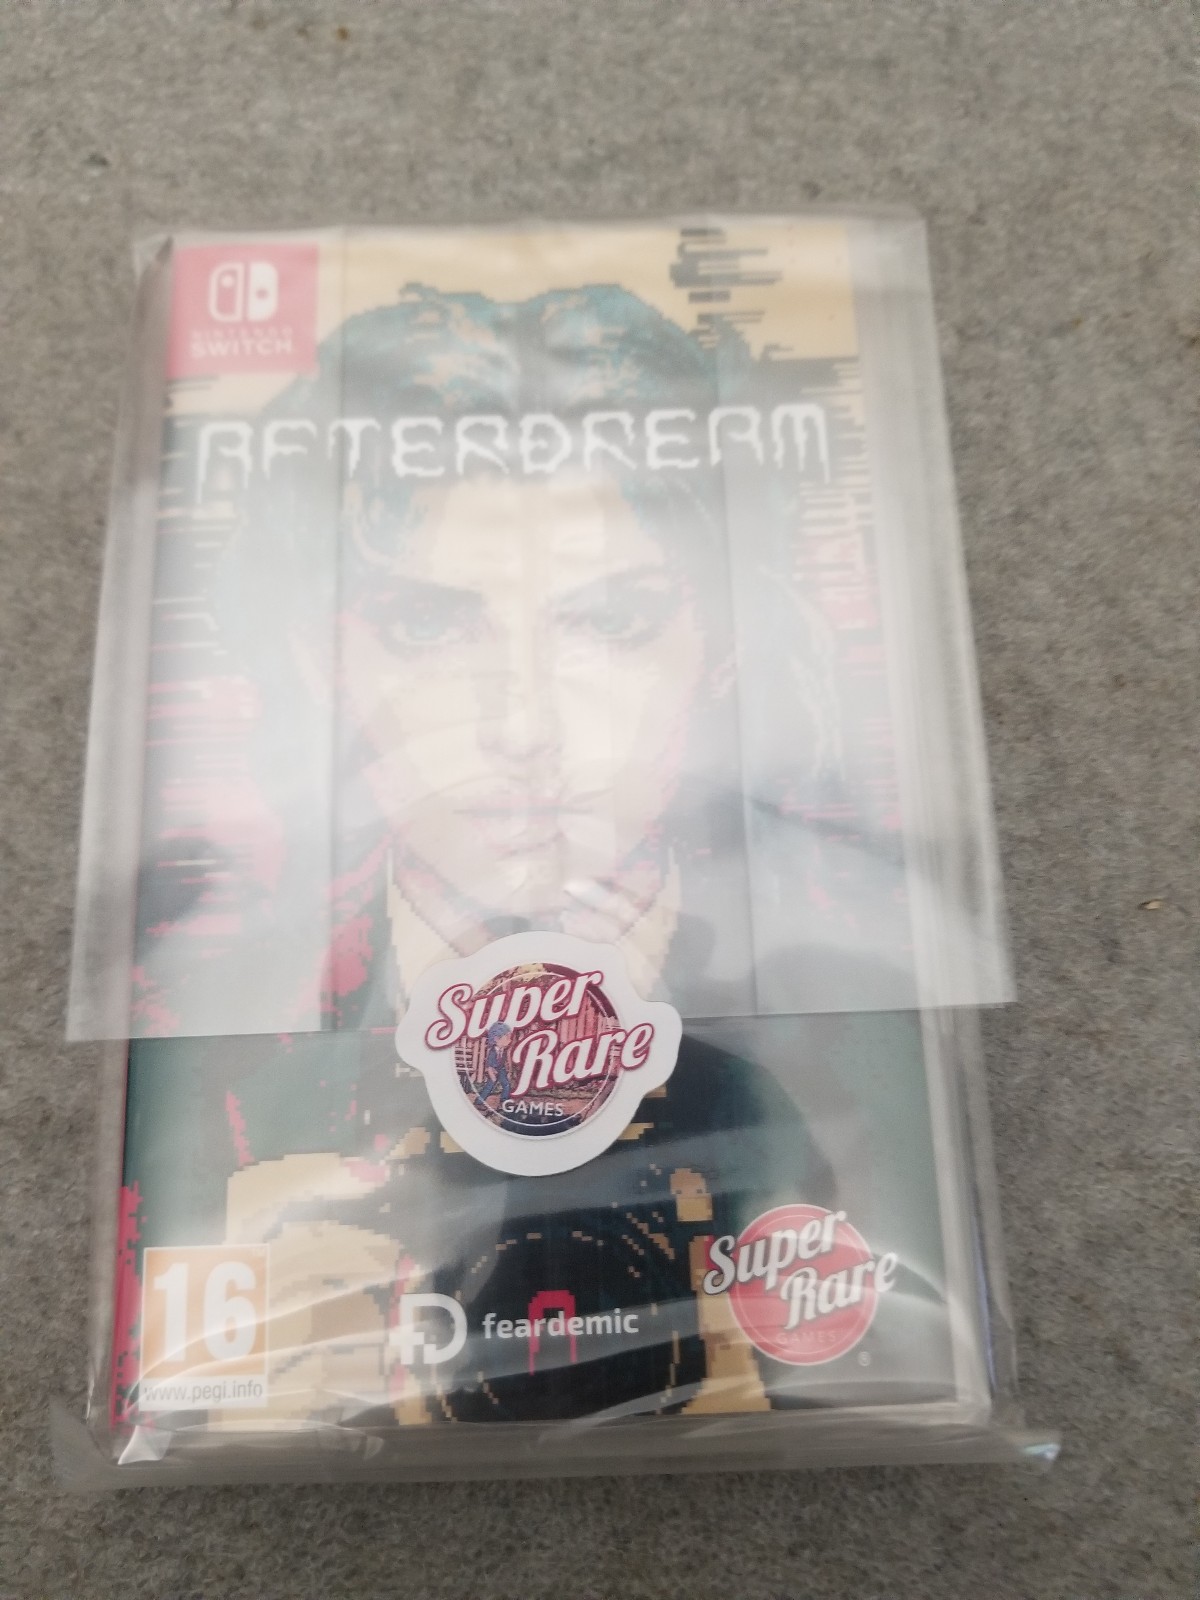 NINTENDO
SWITCH
AFTERDREAM
Super
Rare
GAMES
Super
Rare
GAMES
®
16
www.pegi.info
feardemic